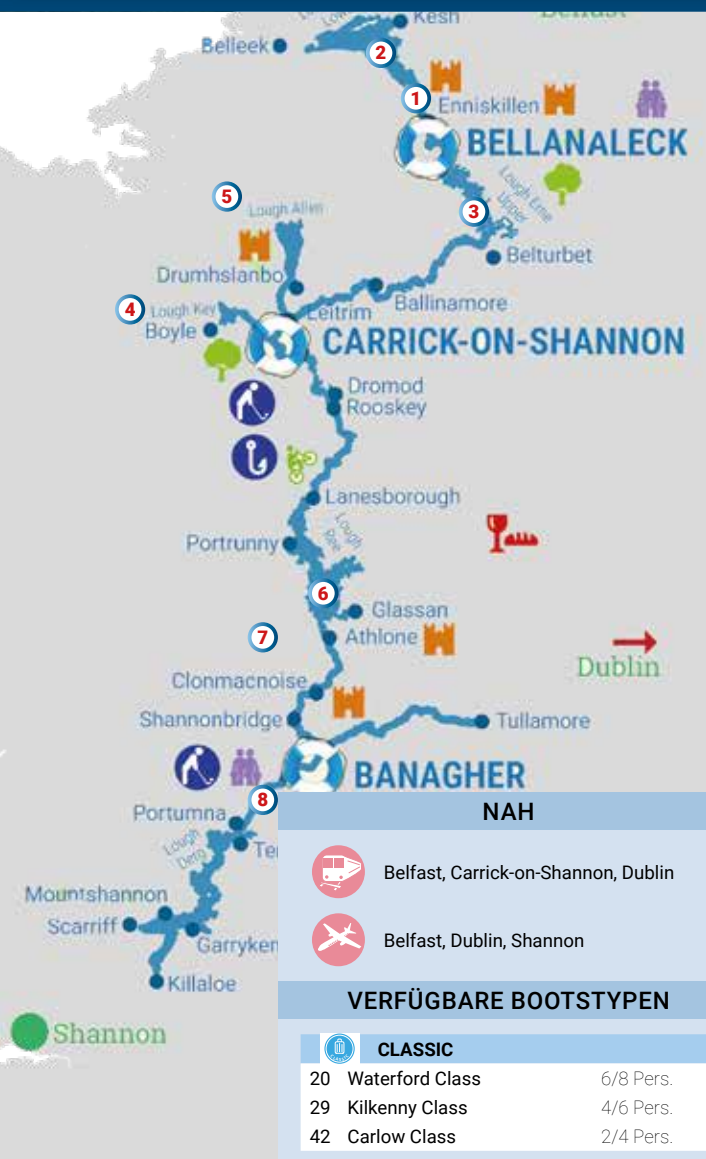 Kesh
Belfast
Belleek
2
1
Enniskillen
BELLANALECK
Lough Erne
Upper
5
Lough Allen
3
Belturbet
Drumhslanbo
4
Lough Key
Leitrim
Ballinamore
Boyle
CARRICK-ON-SHANNON
Dromod
Rooskey
Lanesborough
Lough
Ree
Portrunny
6
Glassan
7
Athlone
Dublin
Clonmacnoise
Shannonbridge
Tullamore
BANAGHER
8
Portumna
Lough
Derg
Te
Mountshannon
Scarriff
Garryken
Killaloe
Shannon
NAH
Belfast, Carrick-on-Shannon, Dublin
Belfast, Dublin, Shannon
VERFÜGBARE BOOTSTYPEN
CLASSIC
20 Waterford Class 6/8 Pers.
29 Kilkenny Class 4/6 Pers.
42 Carlow Class 2/4 Pers.